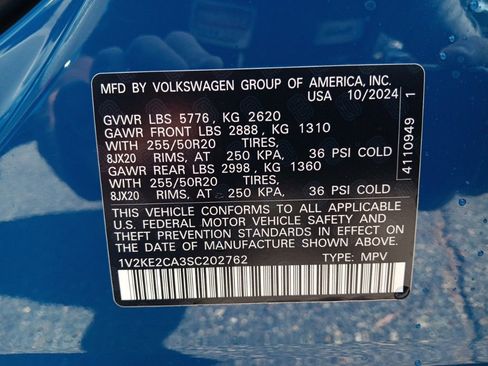 MFD BY VOLKSWAGEN GROUP OF AMERICA, INC.
USA 10/2024
GVWR LBS 5776, KG 2620
GAWR FRONT LBS 2888, KG 1310
WITH 255/50R20 TIRES,
8JX20 RIMS, AT 250 KPA, 36 PSI COLD
GAWR REAR LBS 2998, KG 1360
WITH 255/50R20 TIRES,
8JX20 RIMS, AT 250 KPA, 36 PSI COLD
THIS VEHICLE CONFORMS TO ALL APPLICABLE
U.S. FEDERAL MOTOR VEHICLE SAFETY AND
THEFT PREVENTION STANDARDS IN EFFECT ON
THE DATE OF MANUFACTURE SHOWN ABOVE.
1V2KE2CA3SC202762 TYPE: MPV
4110949 1